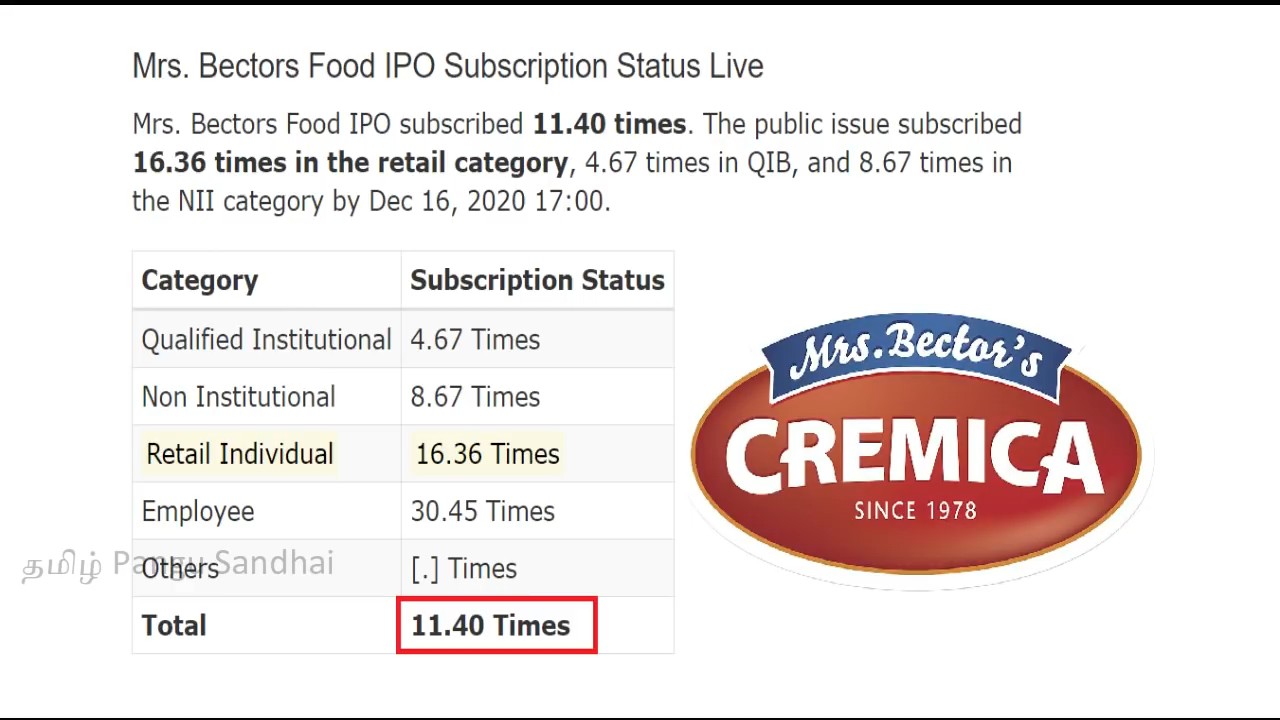 Mrs. Bectors Food IPO Subscription Status Live
Mrs. Bectors Food IPO subscribed 11.40 times. The public issue subscribed
16.36 times in the retail category, 4.67 times in QIB, and 8.67 times in
the NII category by Dec 16, 2020 17:00.
Category Subscription Status
Qualified Institutional 4.67 Times
Non Institutional 8.67 Times
Retail Individual 16.36 Times
Employee 30.45 Times
Others [.] Times
Total 11.40 Times
தமிழ் Pangu Sandhai
Mrs. Bector's
CREMICA
SINCE 1978